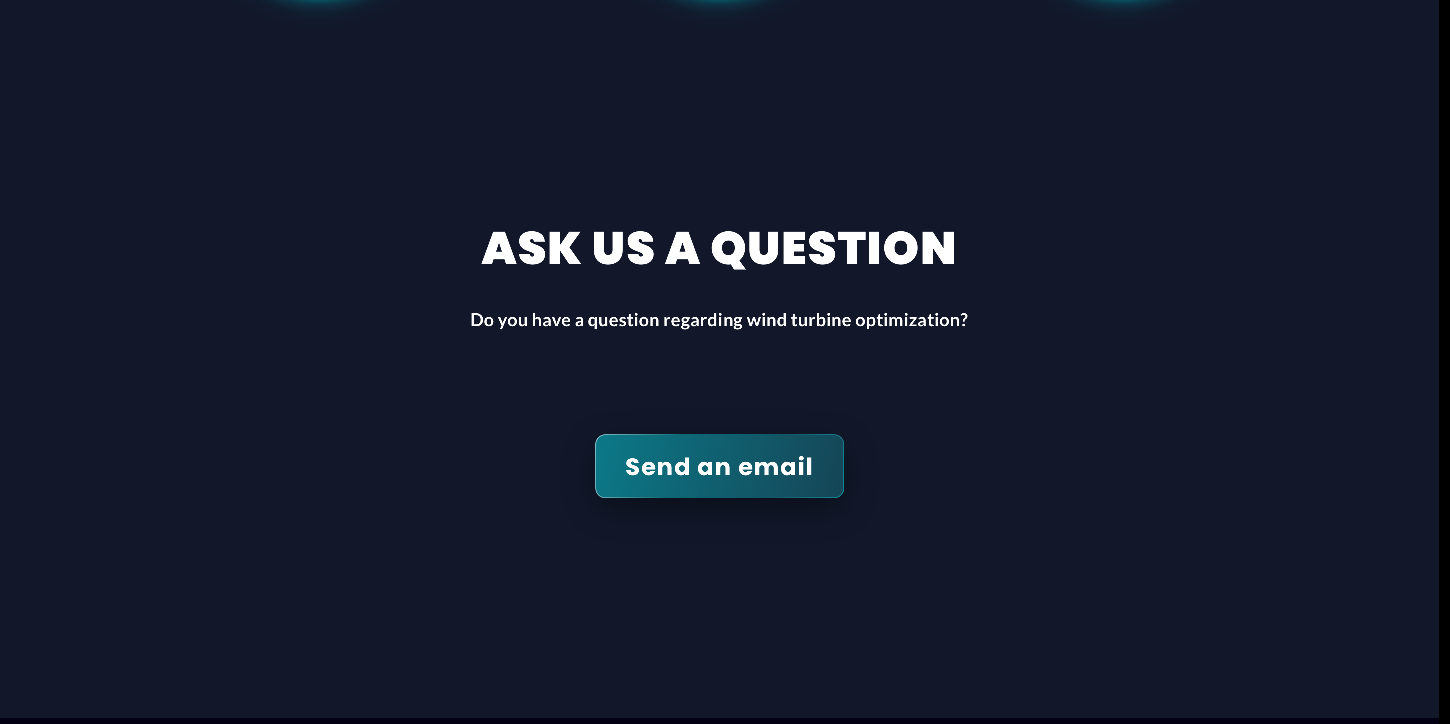 ASK US A QUESTION
Do you have a question regarding wind turbine optimization?
Send an email